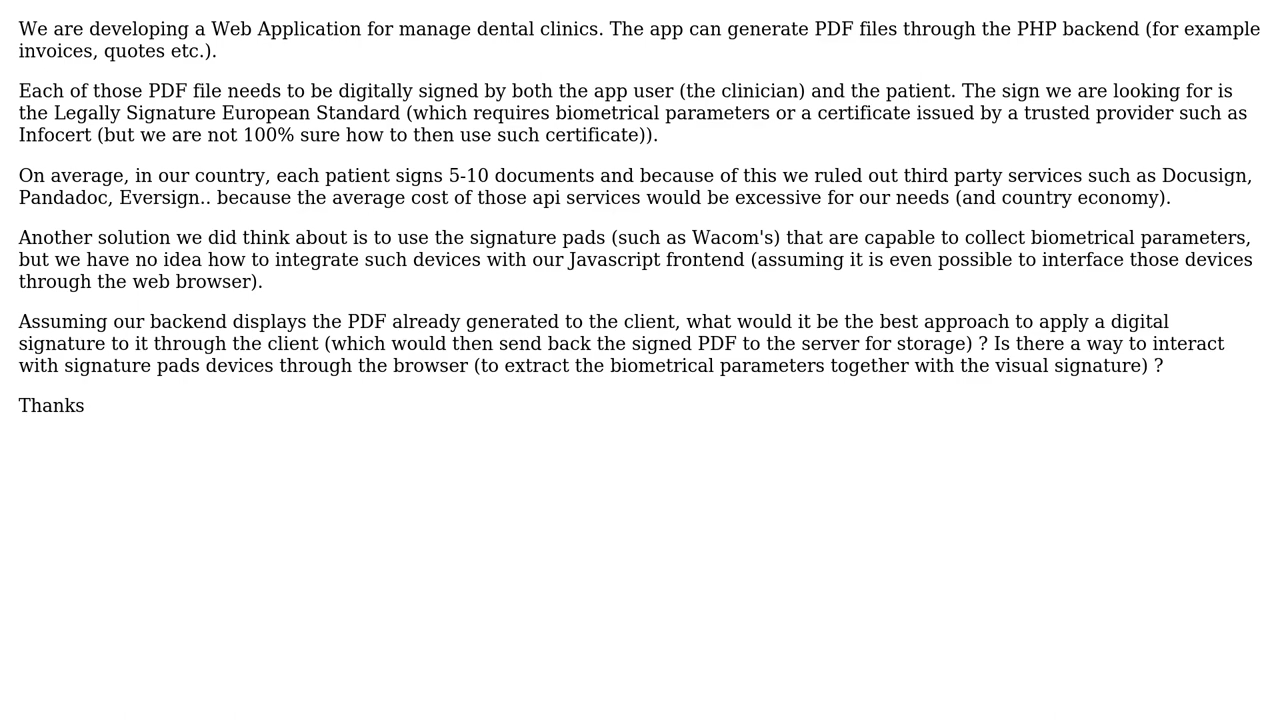 We are developing a Web Application for manage dental clinics. The app can generate PDF files through the PHP backend (for example
invoices, quotes etc.).
Each of those PDF file needs to be digitally signed by both the app user (the clinician) and the patient. The sign we are looking for is
the Legally Signature European Standard (which requires biometrical parameters or a certificate issued by a trusted provider such as
Infocert (but we are not 100% sure how to then use such certificate)).
On average, in our country, each patient signs 5-10 documents and because of this we ruled out third party services such as Docusign,
Pandadoc, Eversign.. because the average cost of those api services would be excessive for our needs (and country economy).
Another solution we did think about is to use the signature pads (such as Wacom's) that are capable to collect biometrical parameters,
but we have no idea how to integrate such devices with our Javascript frontend (assuming it is even possible to interface those devices
through the web browser).
Assuming our backend displays the PDF already generated to the client, what would it be the best approach to apply a digital
signature to it through the client (which would then send back the signed PDF to the server for storage) ? Is there a way to interact
with signature pads devices through the browser (to extract the biometrical parameters together with the visual signature) ?
Thanks